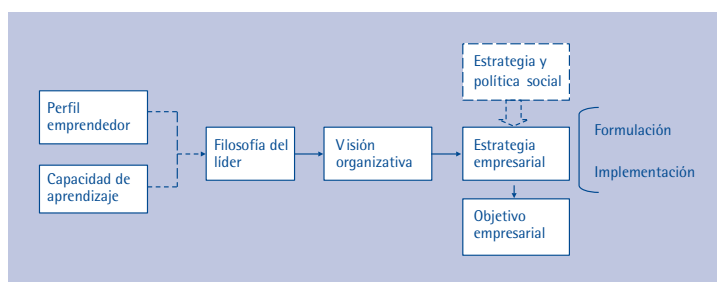 Estrategia y
política social
Perfil
emprendedor
Capacidad de
aprendizaje
Filosofía del
líder
Visión
organizativa
Estrategia
empresarial
Formulación
Implementación
Objetivo
empresarial